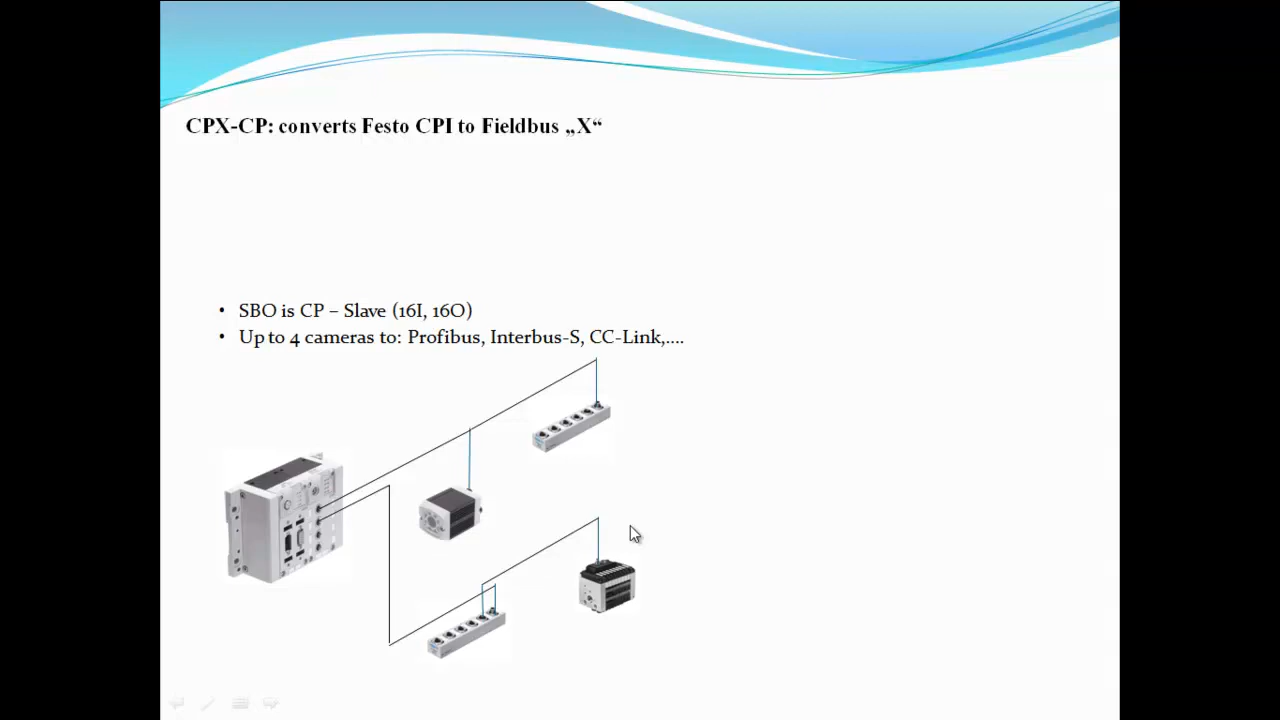 CPX-CP: converts Festo CPI to Fieldbus „X“
• SBO is CP – Slave (16I, 16O)
• Up to 4 cameras to: Profibus, Interbus-S, CC-Link,....